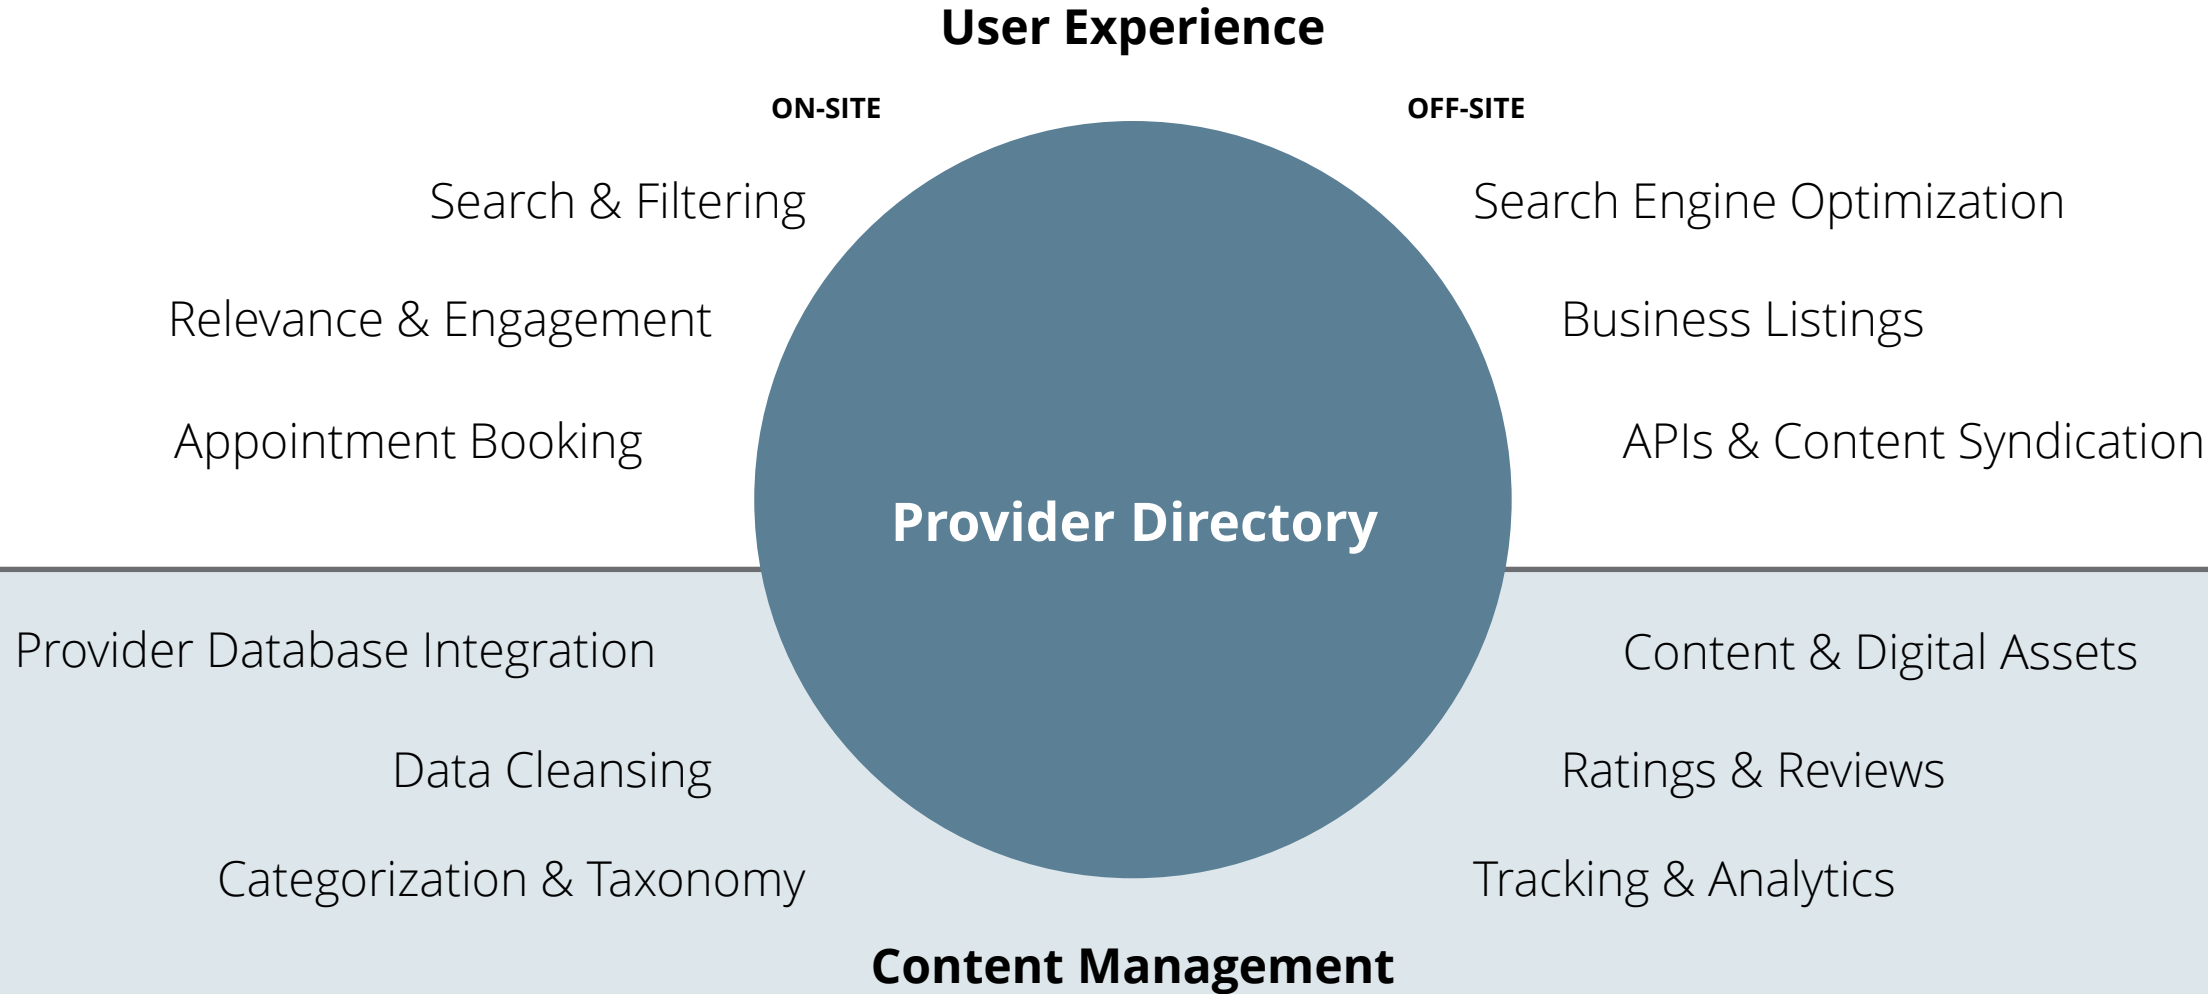 User Experience
ON-SITE
OFF-SITE
Search & Filtering
Search Engine Optimization
Relevance & Engagement
Business Listings
Appointment Booking
APIs & Content Syndication
Provider Directory
Provider Database Integration
Content & Digital Assets
Data Cleansing
Ratings & Reviews
Categorization & Taxonomy
Tracking & Analytics
Content Management